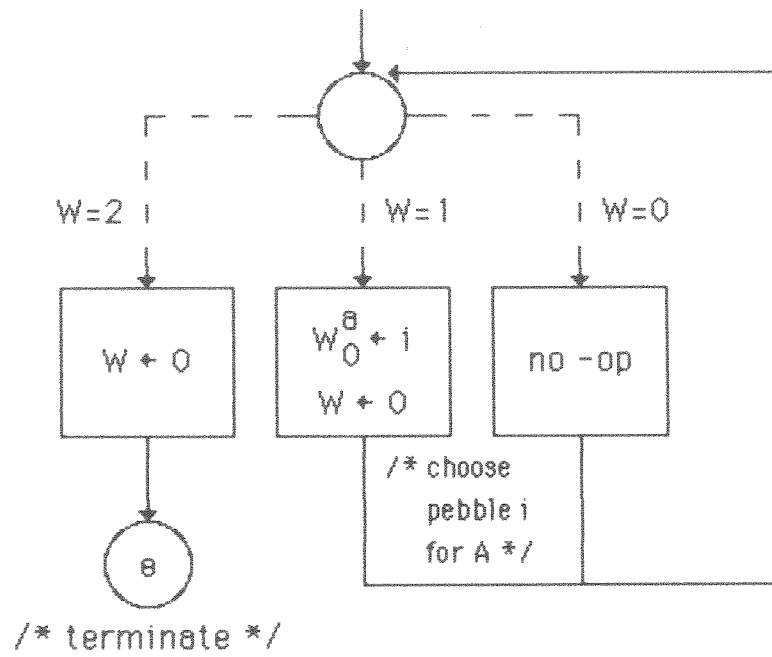 W=2
W=1
W=0
W ← 0
W₀ᵃ ← i
W ← 0
no-op
/* choose
pebble i
for A */
a
/* terminate */